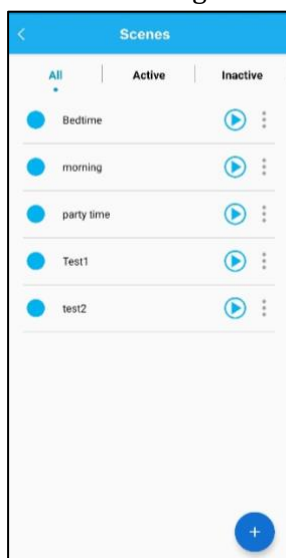 Scenes
All Active Inactive
Bedtime
morning
party time
Test1
test2